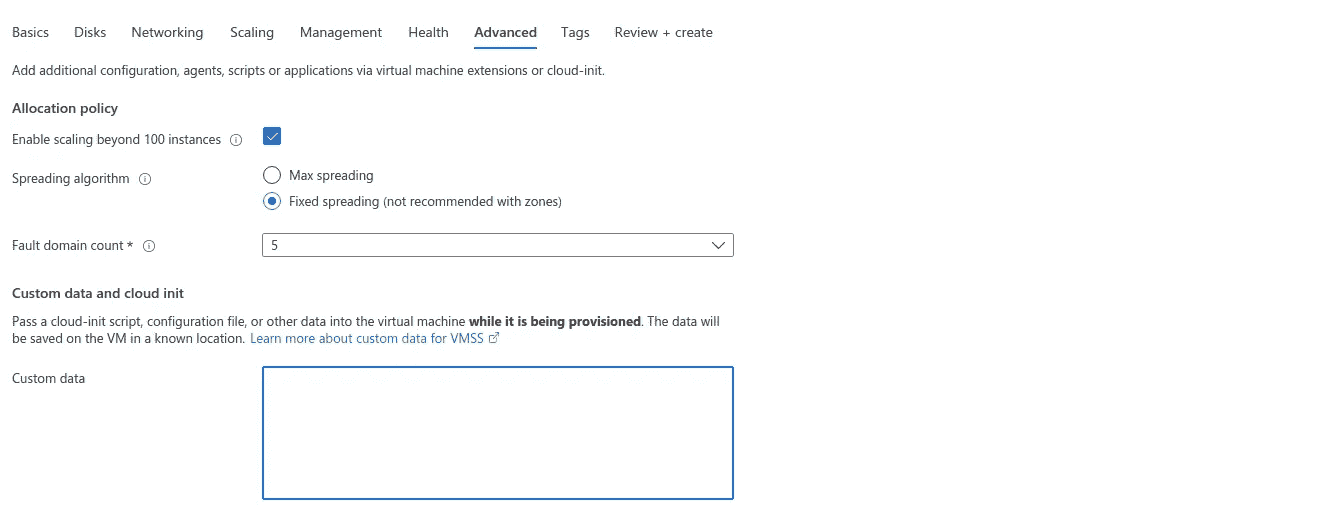 Basics Disks Networking Scaling Management Health Advanced Tags Review + create
Add additional configuration, agents, scripts or applications via virtual machine extensions or cloud-init.
Allocation policy
Enable scaling beyond 100 instances
Spreading algorithm
Max spreading
Fixed spreading (not recommended with zones)
Fault domain count *
5
Custom data and cloud init
Pass a cloud-init script, configuration file, or other data into the virtual machine while it is being provisioned. The data will
be saved on the VM in a known location. Learn more about custom data for VMSS
Custom data